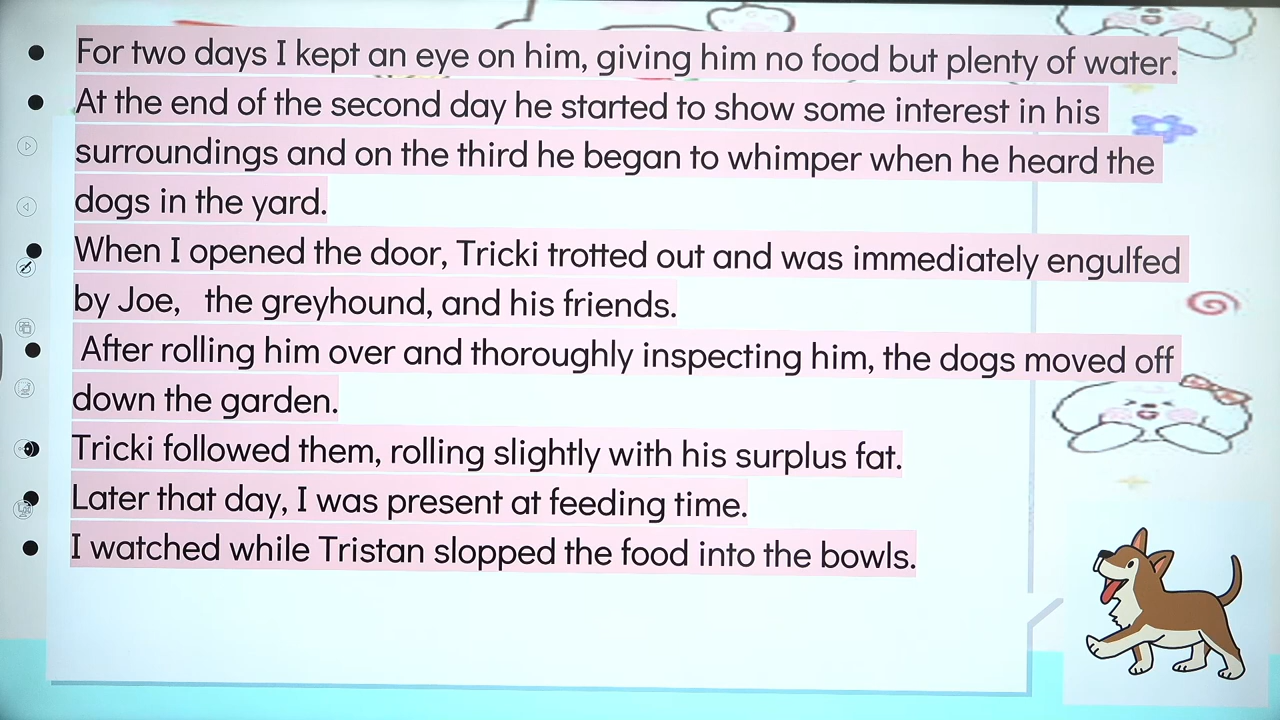 For two days I kept an eye on him, giving him no food but plenty of water.
At the end of the second day he started to show some interest in his
surroundings and on the third he began to whimper when he heard the
dogs in the yard.
When I opened the door, Tricki trotted out and was immediately engulfed
by Joe, the greyhound, and his friends.
After rolling him over and thoroughly inspecting him, the dogs moved off
down the garden.
Tricki followed them, rolling slightly with his surplus fat.
Later that day, I was present at feeding time.
I watched while Tristan slopped the food into the bowls.